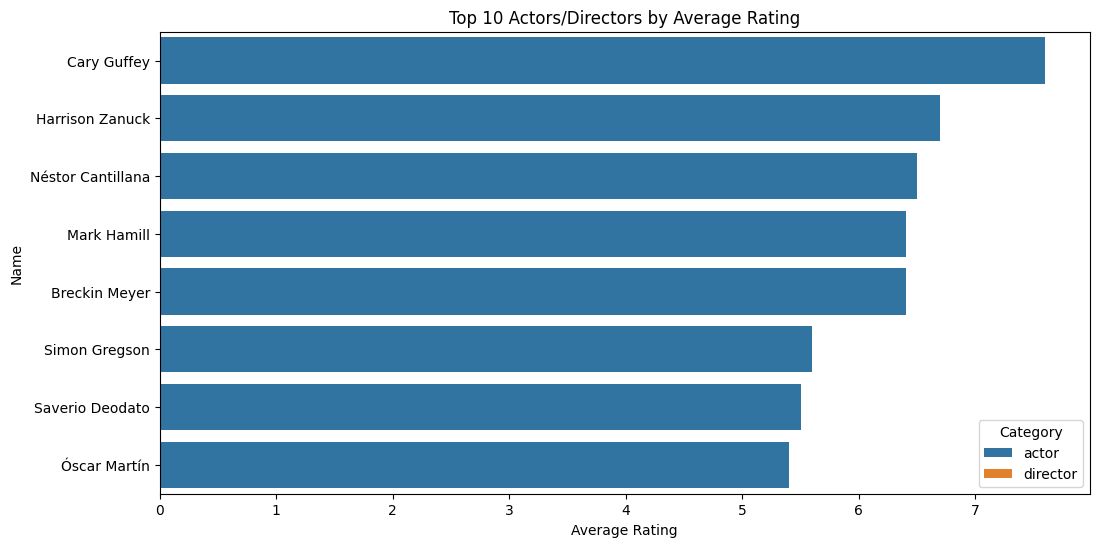 Top 10 Actors/Directors by Average Rating
Name
Cary Guffey
Harrison Zanuck
Néstor Cantillana
Mark Hamill
Breckin Meyer
Simon Gregson
Saverio Deodato
Óscar Martín
Category
actor
director
0 1 2 3 4 5 6 7
Average Rating